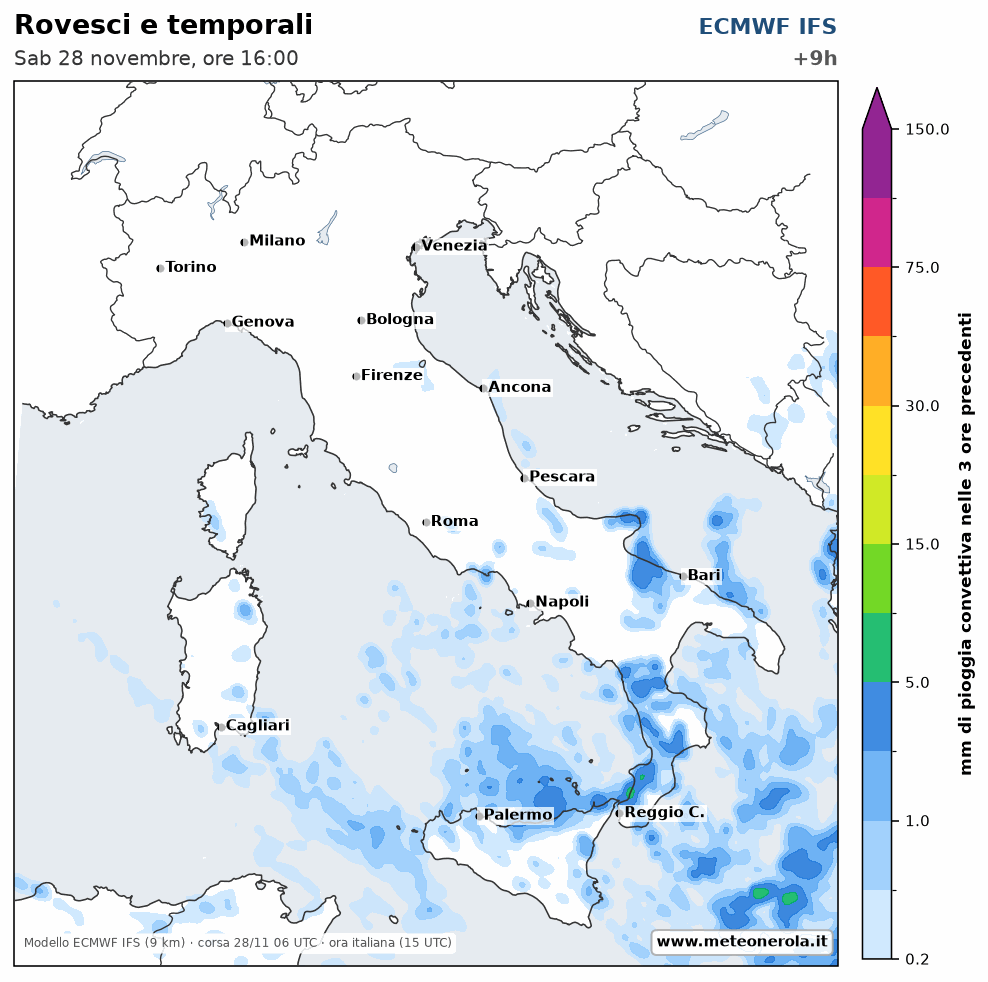 Rovesci e temporali
ECMWF IFS
Sab 28 novembre, ore 16:00
+9h
150.0
75.0
30.0
15.0
5.0
1.0
0.2
mm di pioggia convettiva nelle 3 ore precedenti
Milano
Venezia
Torino
Genova
Bologna
Firenze
Ancona
Pescara
Roma
Bari
Napoli
Cagliari
Palermo
Reggio C.
Modello ECMWF IFS (9 km) · corsa 28/11 06 UTC · ora italiana (15 UTC)
www.meteonerola.it